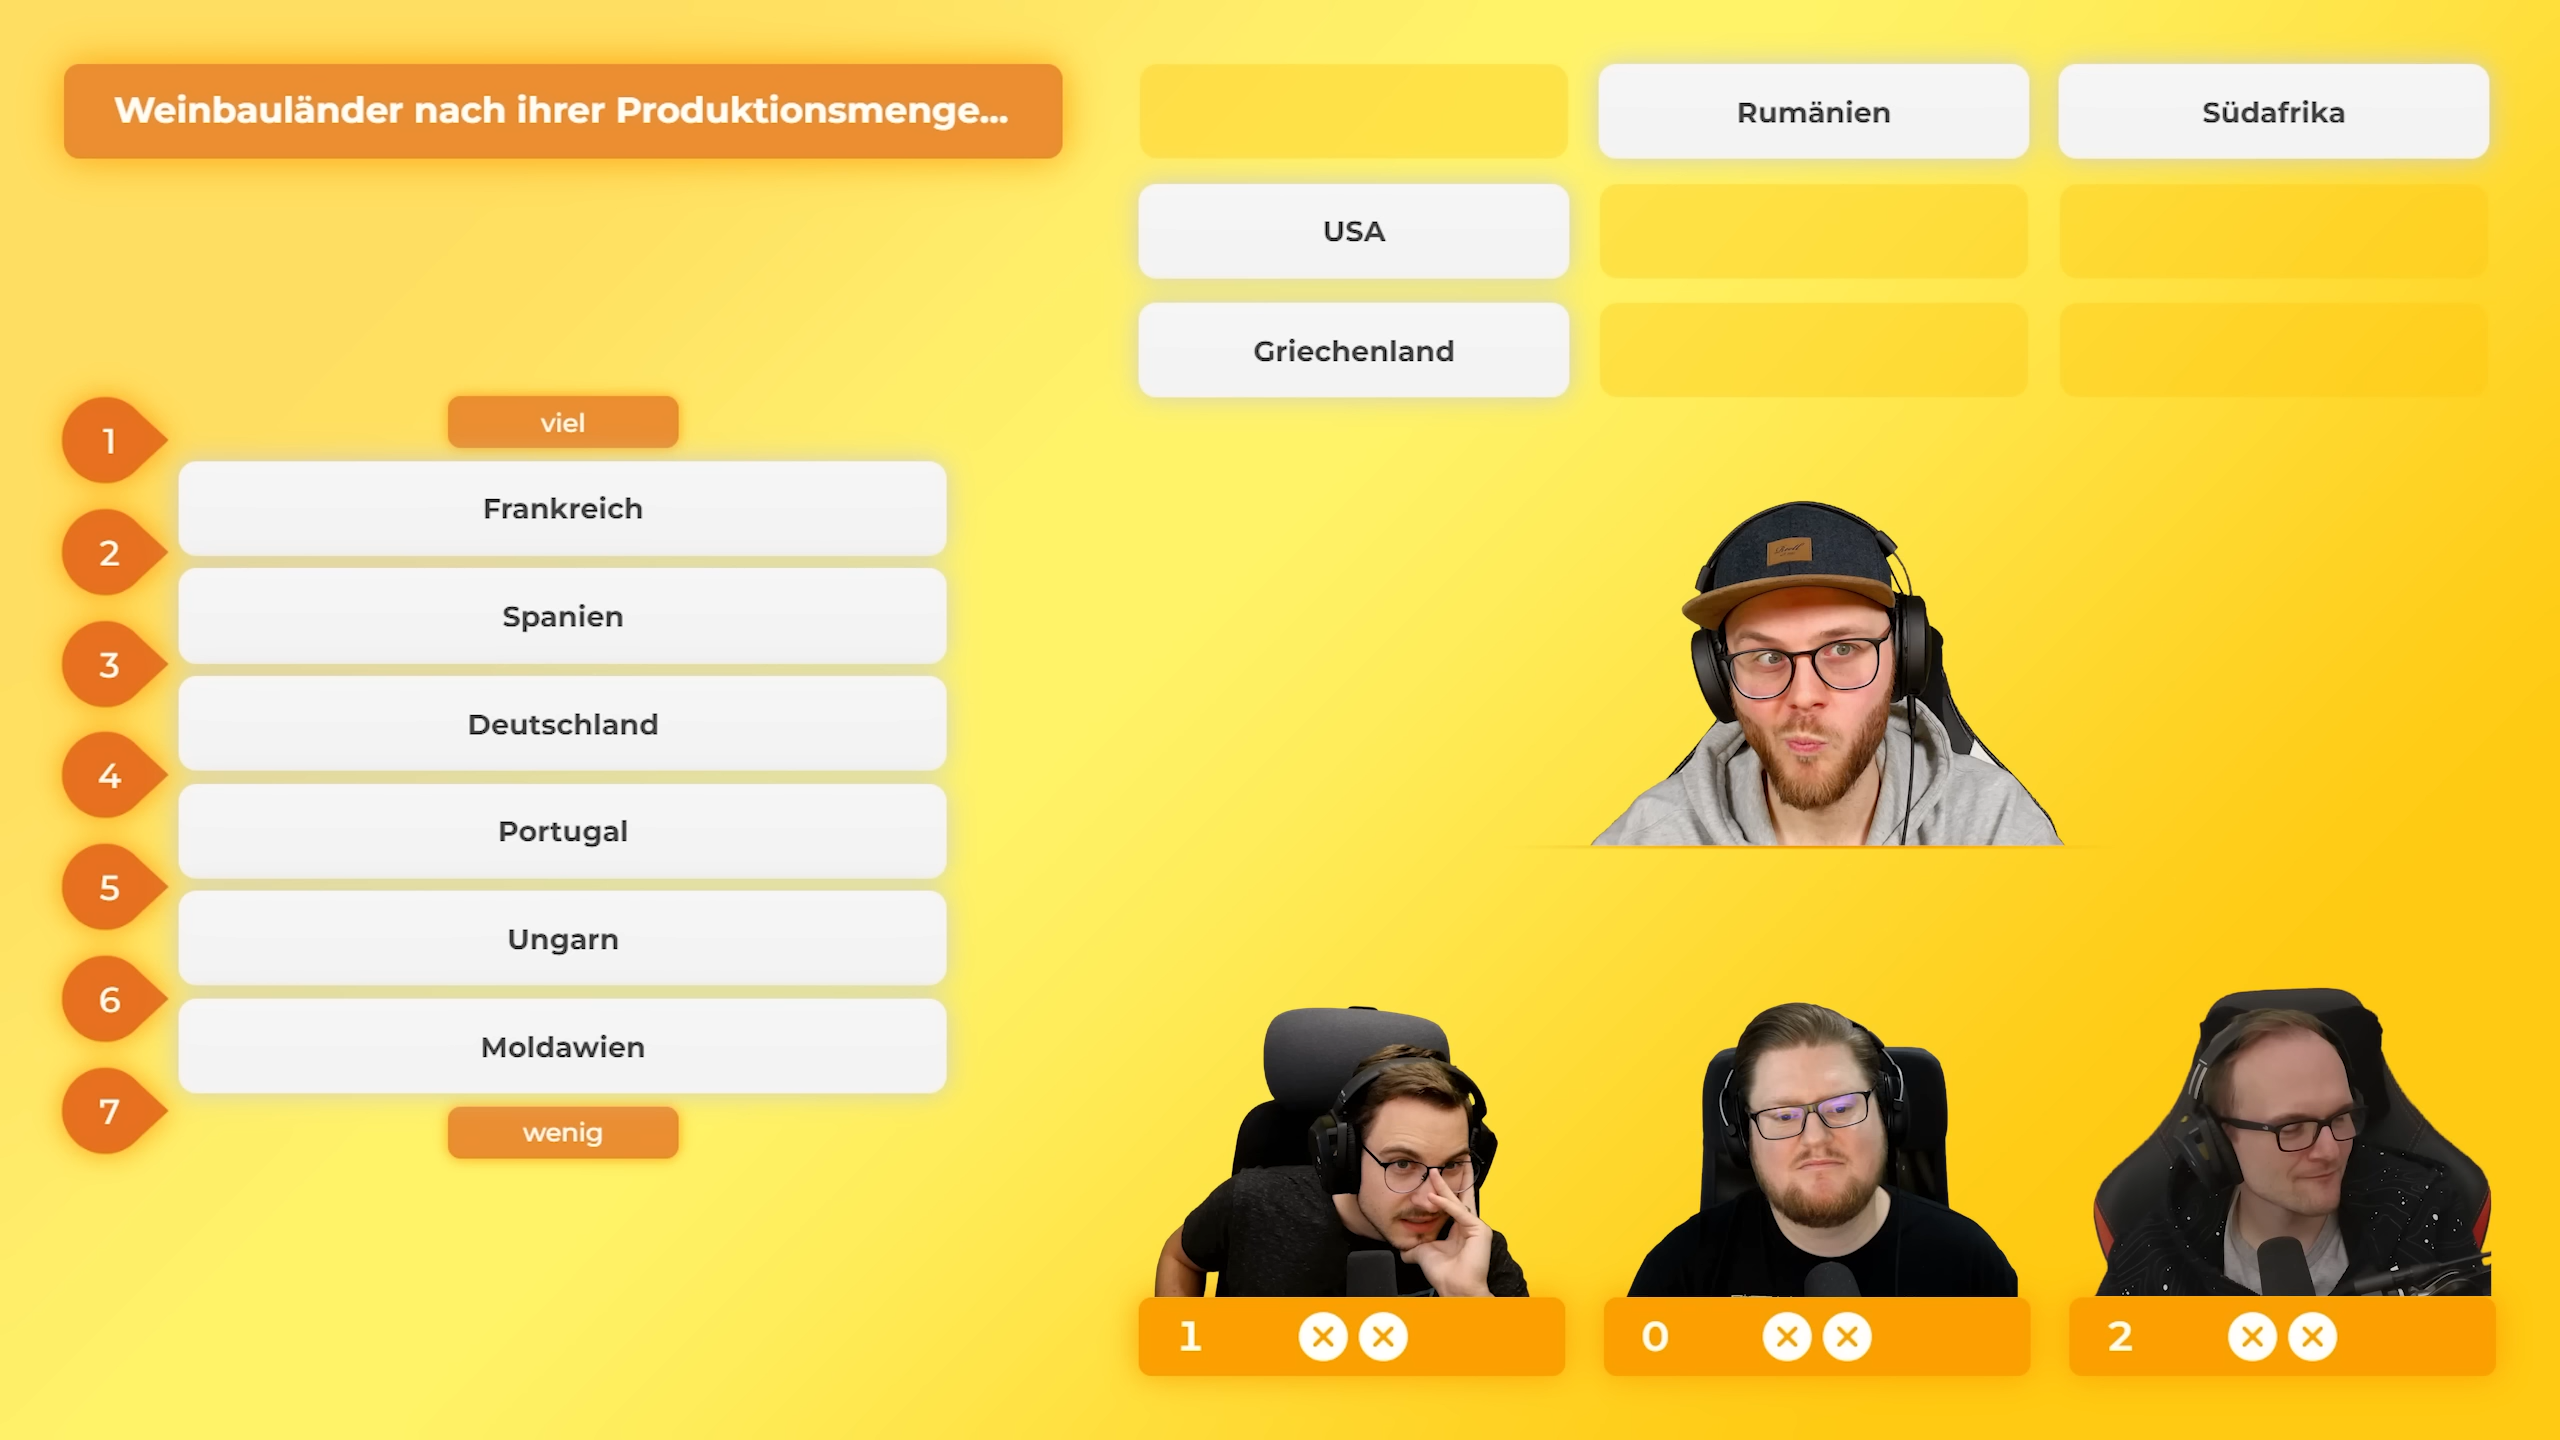 Weinbauländer nach ihrer Produktionsmenge...
Rumänien
Südafrika
USA
Griechenland
viel
1
Frankreich
2
Spanien
3
Deutschland
4
Portugal
5
Ungarn
6
Moldawien
7
wenig
1
0
2